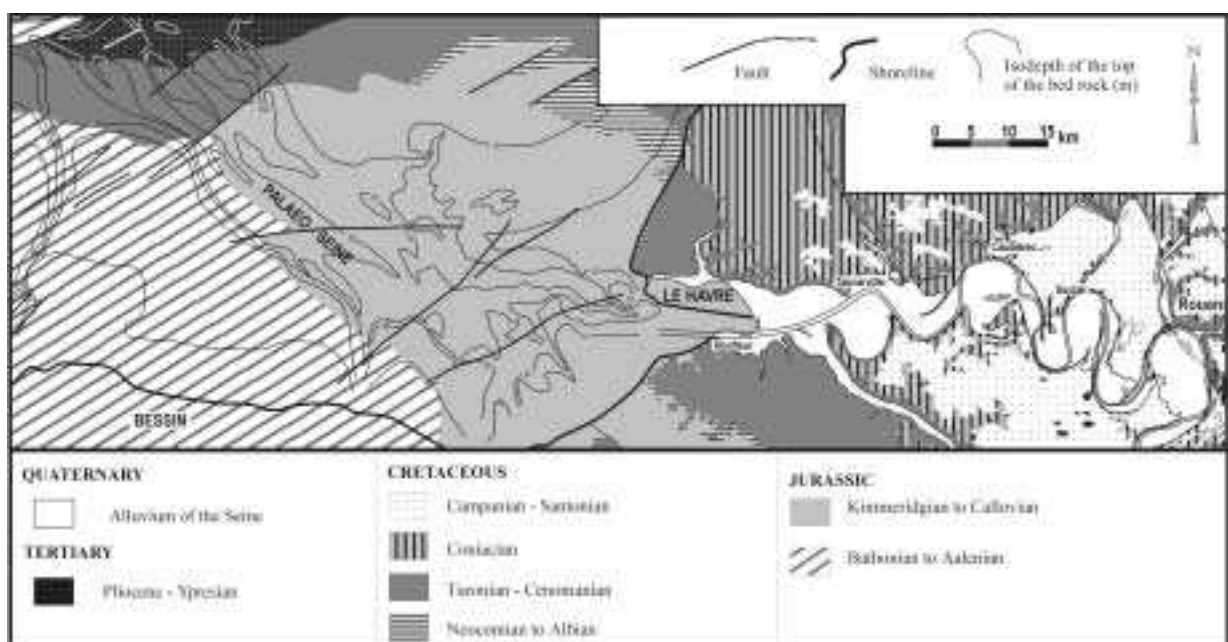 N
Fault
Shoreline
Isodepth of the top
of the bed rock (m)
0 5 10 15 km
PALAEO SEINE
LE HAVRE
Rouen
BESSIN
QUATERNARY
Alluvium of the Seine
TERTIARY
Pliocene - Ypresian
CRETACEOUS
Campanian - Santonian
Coniacian
Turonian - Cenomanian
Neocomian to Albian
JURASSIC
Kimmeridgian to Callovian
Bathonian to Aalenian